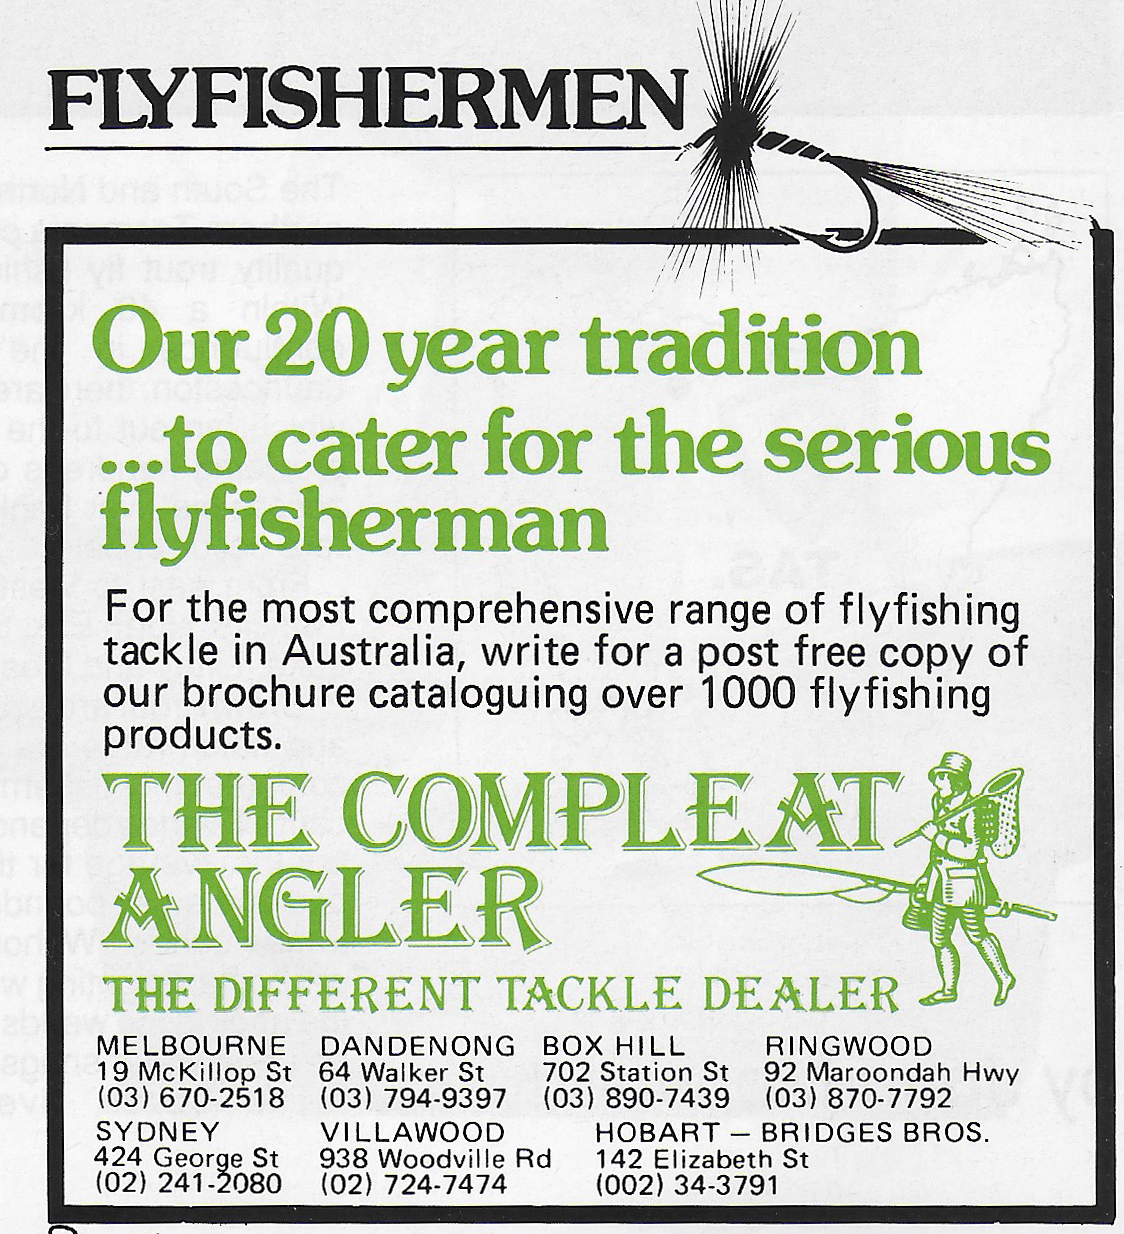 FLYFISHERMEN
Our 20 year tradition
...to cater for the serious
flyfisherman
For the most comprehensive range of flyfishing
tackle in Australia, write for a post free copy of
our brochure cataloguing over 1000 flyfishing
products.
THE COMPLEAT
ANGLER
THE DIFFERENT TACKLE DEALER
MELBOURNE DANDENONG BOX HILL RINGWOOD
19 McKillop St 64 Walker St 702 Station St 92 Maroondah Hwy
(03) 670-2518 (03) 794-9397 (03) 890-7439 (03) 870-7792
SYDNEY VILLAWOOD HOBART – BRIDGES BROS.
424 George St 938 Woodville Rd 142 Elizabeth St
(02) 241-2080 (02) 724-7474 (002) 34-3791